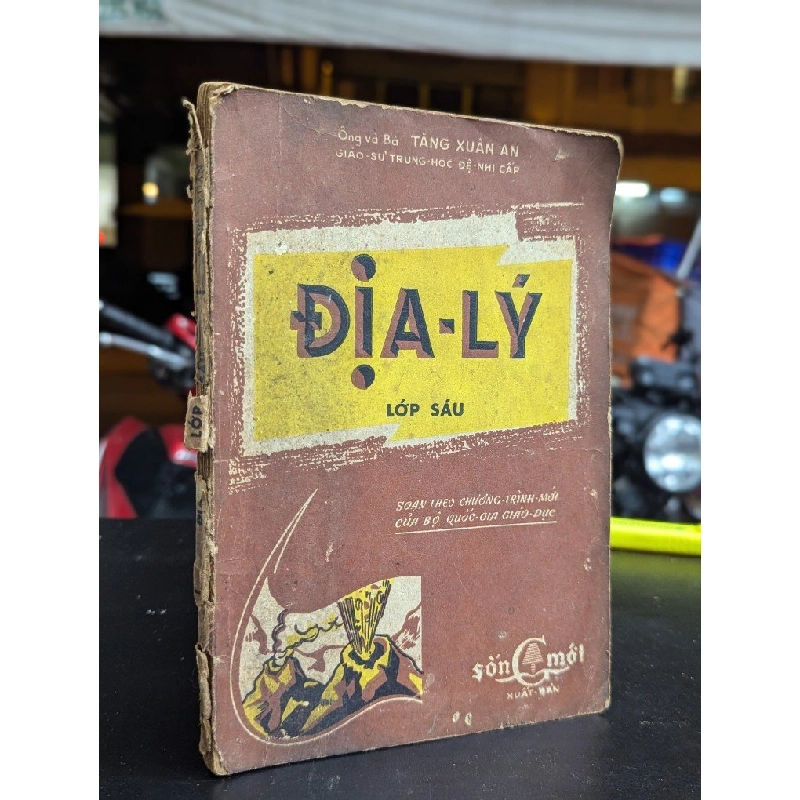 Ông và Bà TĂNG XUÂN AN
GIÁO-SƯ TRUNG-HỌC ĐỆ-NHỊ CẤP
ĐỊA-LÝ
LỚP SÁU
SOẠN THEO CHƯƠNG-TRÌNH-MỚI
CỦA BỘ QUỐC-GIA GIÁO-DỤC
sốnG mới
XUẤT-BẢN
LỚP